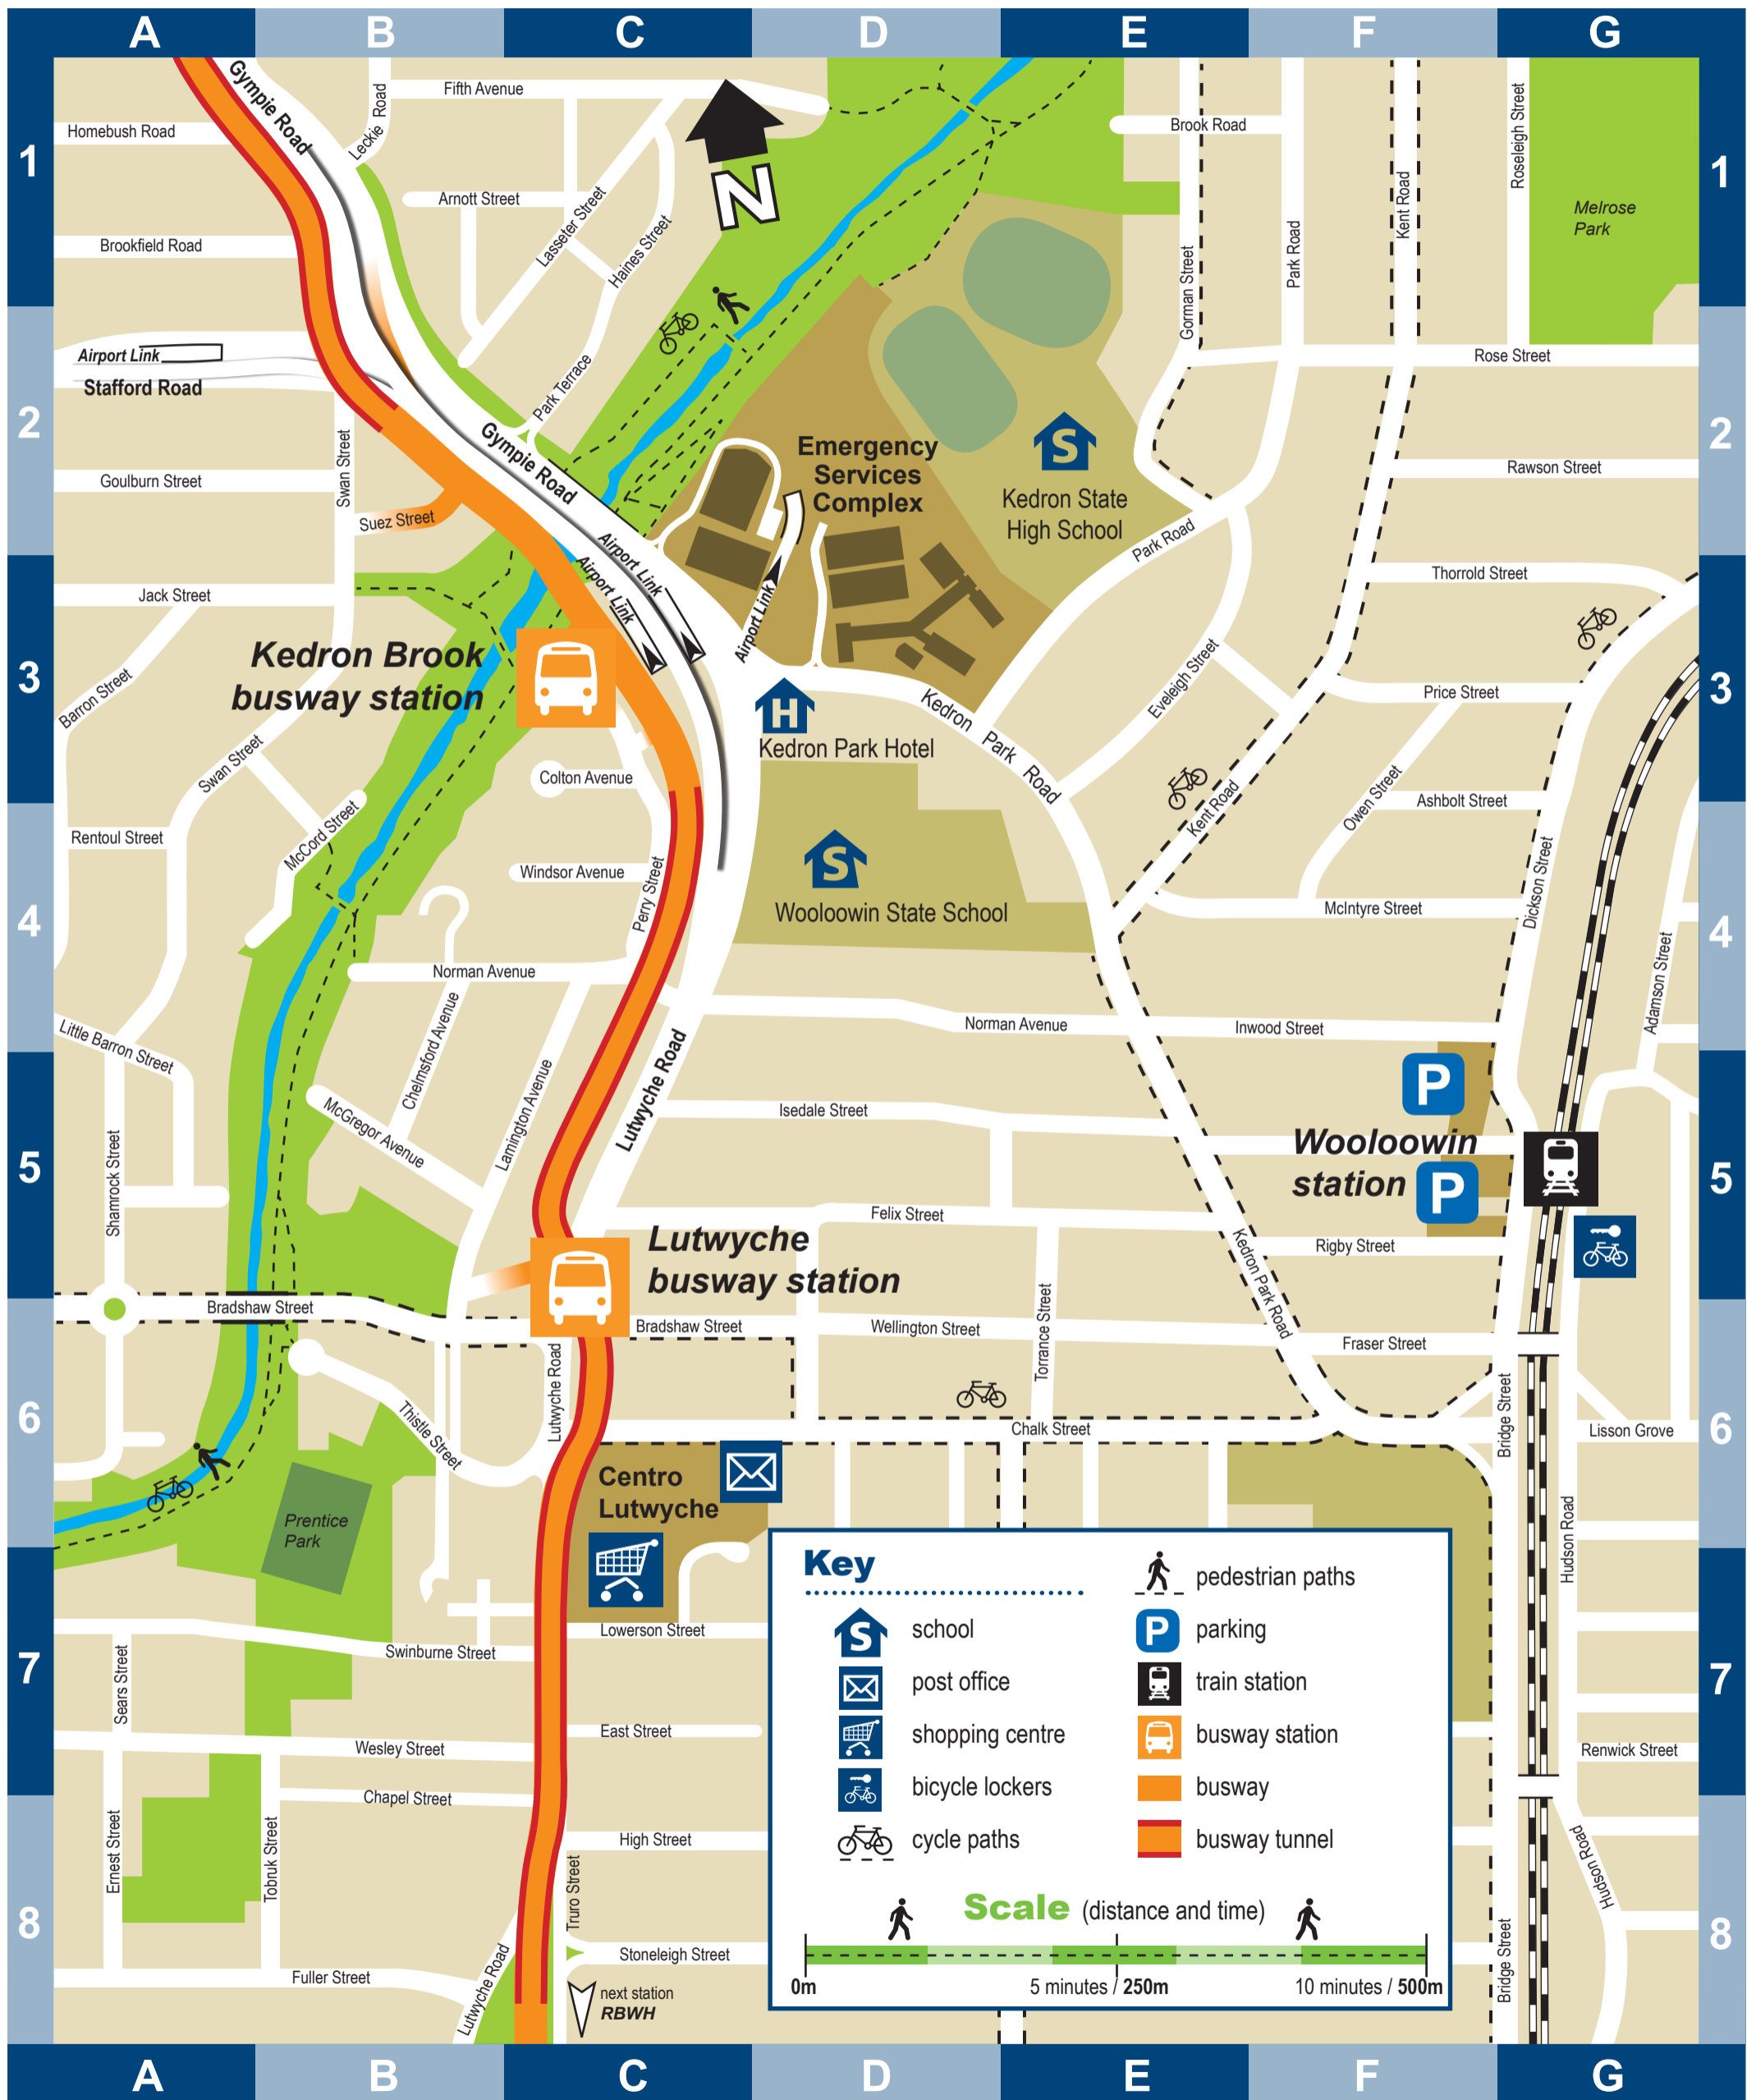 A B C D E F G
1
2
3
4
5
6
7
8
1
2
3
4
5
6
7
8
A B C D E F G
Gympie Road
Leckie Road
Fifth Avenue
Homebush Road
Arnott Street
Lasseter Street
Haines Street
N
Brook Road
Gorman Street
Park Road
Kent Road
Roseleigh Street
Melrose
Park
Brookfield Road
Airport Link
Stafford Road
Park Terrace
Gympie Road
Swan Street
Goulburn Street
Suez Street
Emergency
Services
Complex
S
Kedron State
High School
Rose Street
Rawson Street
Park Road
Thorrold Street
Airport Link
Airport Link
Airport Link
Jack Street
Barron Street
Kedron Brook
busway station
H
Kedron Park Hotel
Kedron Park Road
Eveleigh Street
Price Street
Swan Street
Colton Avenue
Kent Road
Owen Street
Ashbolt Street
Rentoul Street
McCord Street
Windsor Avenue
Perry Street
S
Wooloowin State School
McIntyre Street
Dickson Street
Adamson Street
Norman Avenue
Chelmsford Avenue
Norman Avenue
Inwood Street
Little Barron Street
Lutwyche Road
McGregor Avenue
Lamington Avenue
Isedale Street
P
Wooloowin
station
P
Shamrock Street
Felix Street
Lutwyche
busway station
Kedron Park Road
Rigby Street
Torrance Street
Bradshaw Street
Bradshaw Street
Wellington Street
Fraser Street
Lutwyche Road
Thistle Street
Chalk Street
Bridge Street
Lisson Grove
Centro
Lutwyche
Prentice
Park
Hudson Road
Lowerson Street
Swinburne Street
Sears Street
East Street
Wesley Street
Renwick Street
Chapel Street
Ernest Street
Tobruk Street
High Street
Truro Street
Hudson Road
Stoneleigh Street
Fuller Street
Lutwyche Road
Bridge Street
next station
RBWH
Key
S school
post office
shopping centre
bicycle lockers
cycle paths
pedestrian paths
P parking
train station
busway station
busway
busway tunnel
Scale (distance and time)
0m 5 minutes / 250m 10 minutes / 500m